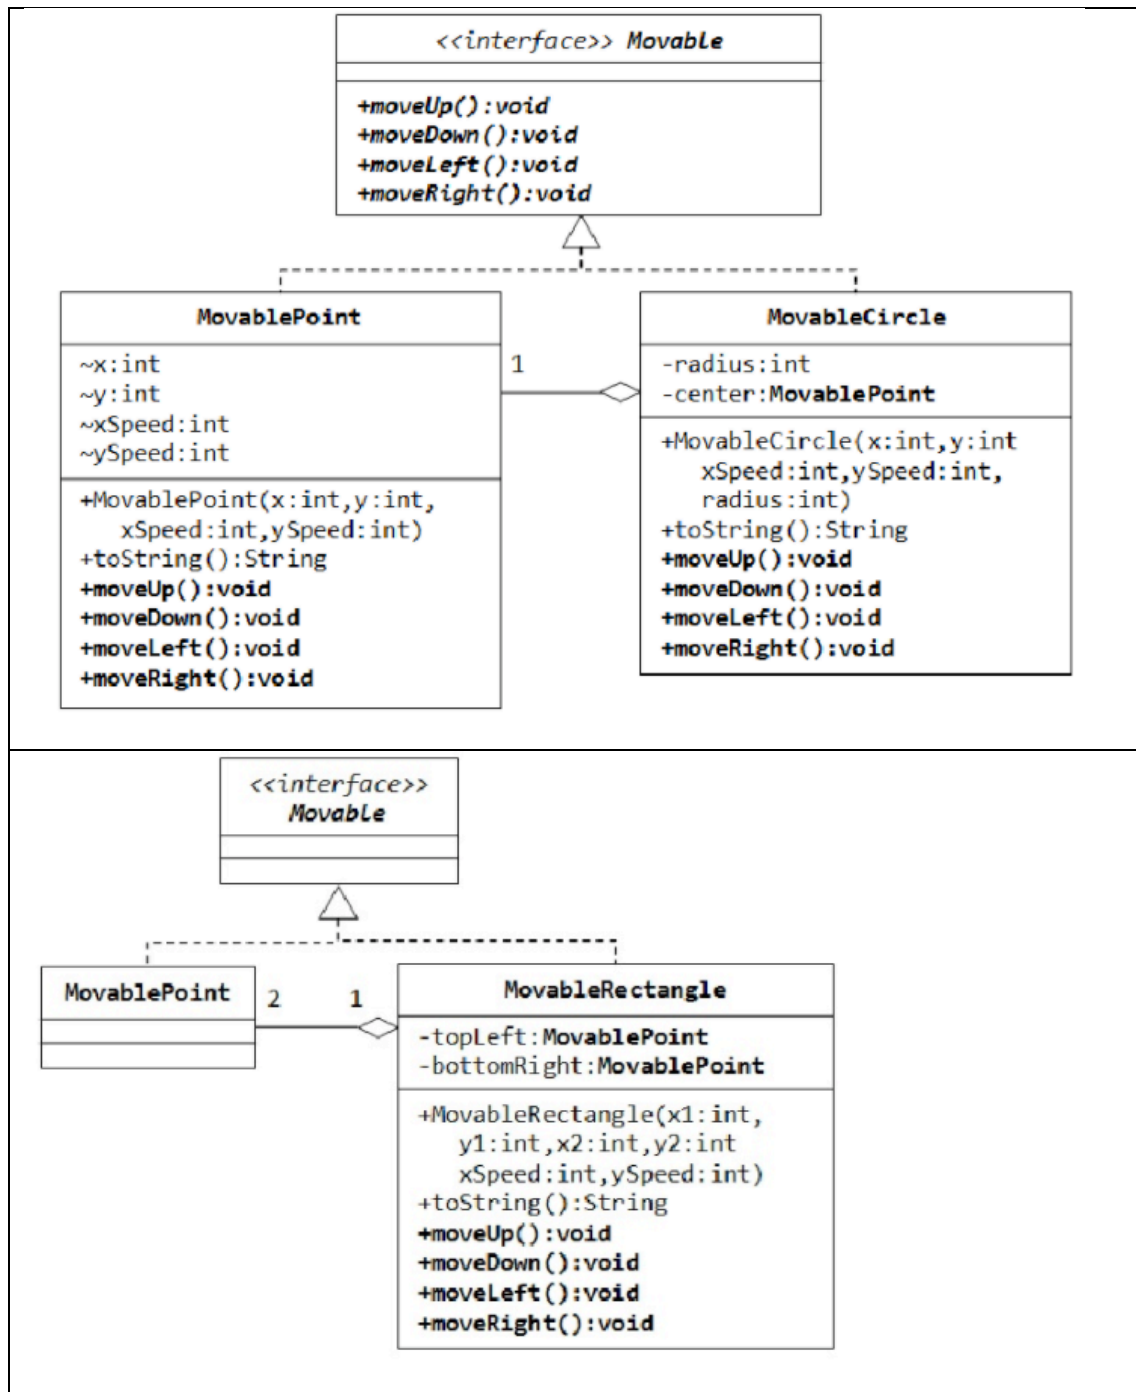 <<interface>> Movable
+moveUp():void
+moveDown():void
+moveLeft():void
+moveRight():void
MovablePoint
~x:int
~y:int
~xSpeed:int
~ySpeed:int
+MovablePoint(x:int,y:int,
xSpeed:int,ySpeed:int)
+toString():String
+moveUp():void
+moveDown():void
+moveLeft():void
+moveRight():void
1
MovableCircle
-radius:int
-center:MovablePoint
+MovableCircle(x:int,y:int
xSpeed:int,ySpeed:int,
radius:int)
+toString():String
+moveUp():void
+moveDown():void
+moveLeft():void
+moveRight():void
<<interface>>
Movable
MovablePoint
2 1
MovableRectangle
-topLeft:MovablePoint
-bottomRight:MovablePoint
+MovableRectangle(x1:int,
y1:int,x2:int,y2:int
xSpeed:int,ySpeed:int)
+toString():String
+moveUp():void
+moveDown():void
+moveLeft():void
+moveRight():void